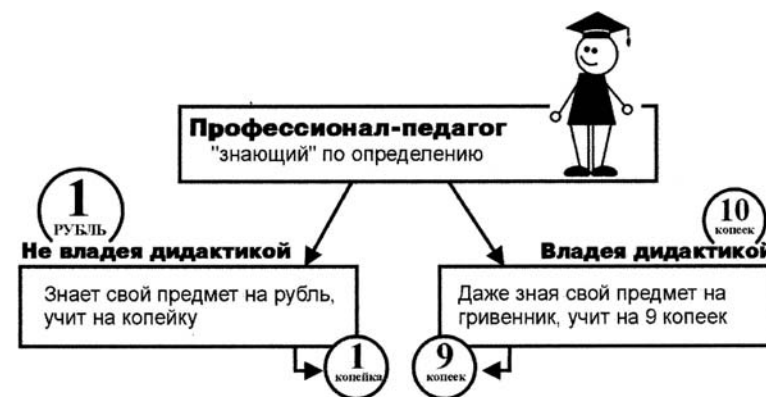 Профессионал-педагог
"знающий" по определению
1
РУБЛЬ
Не владея дидактикой
Знает свой предмет на рубль,
учит на копейку
1
копейка
10
копеек
Владея дидактикой
Даже зная свой предмет на
гривенник, учит на 9 копеек
9
копеек